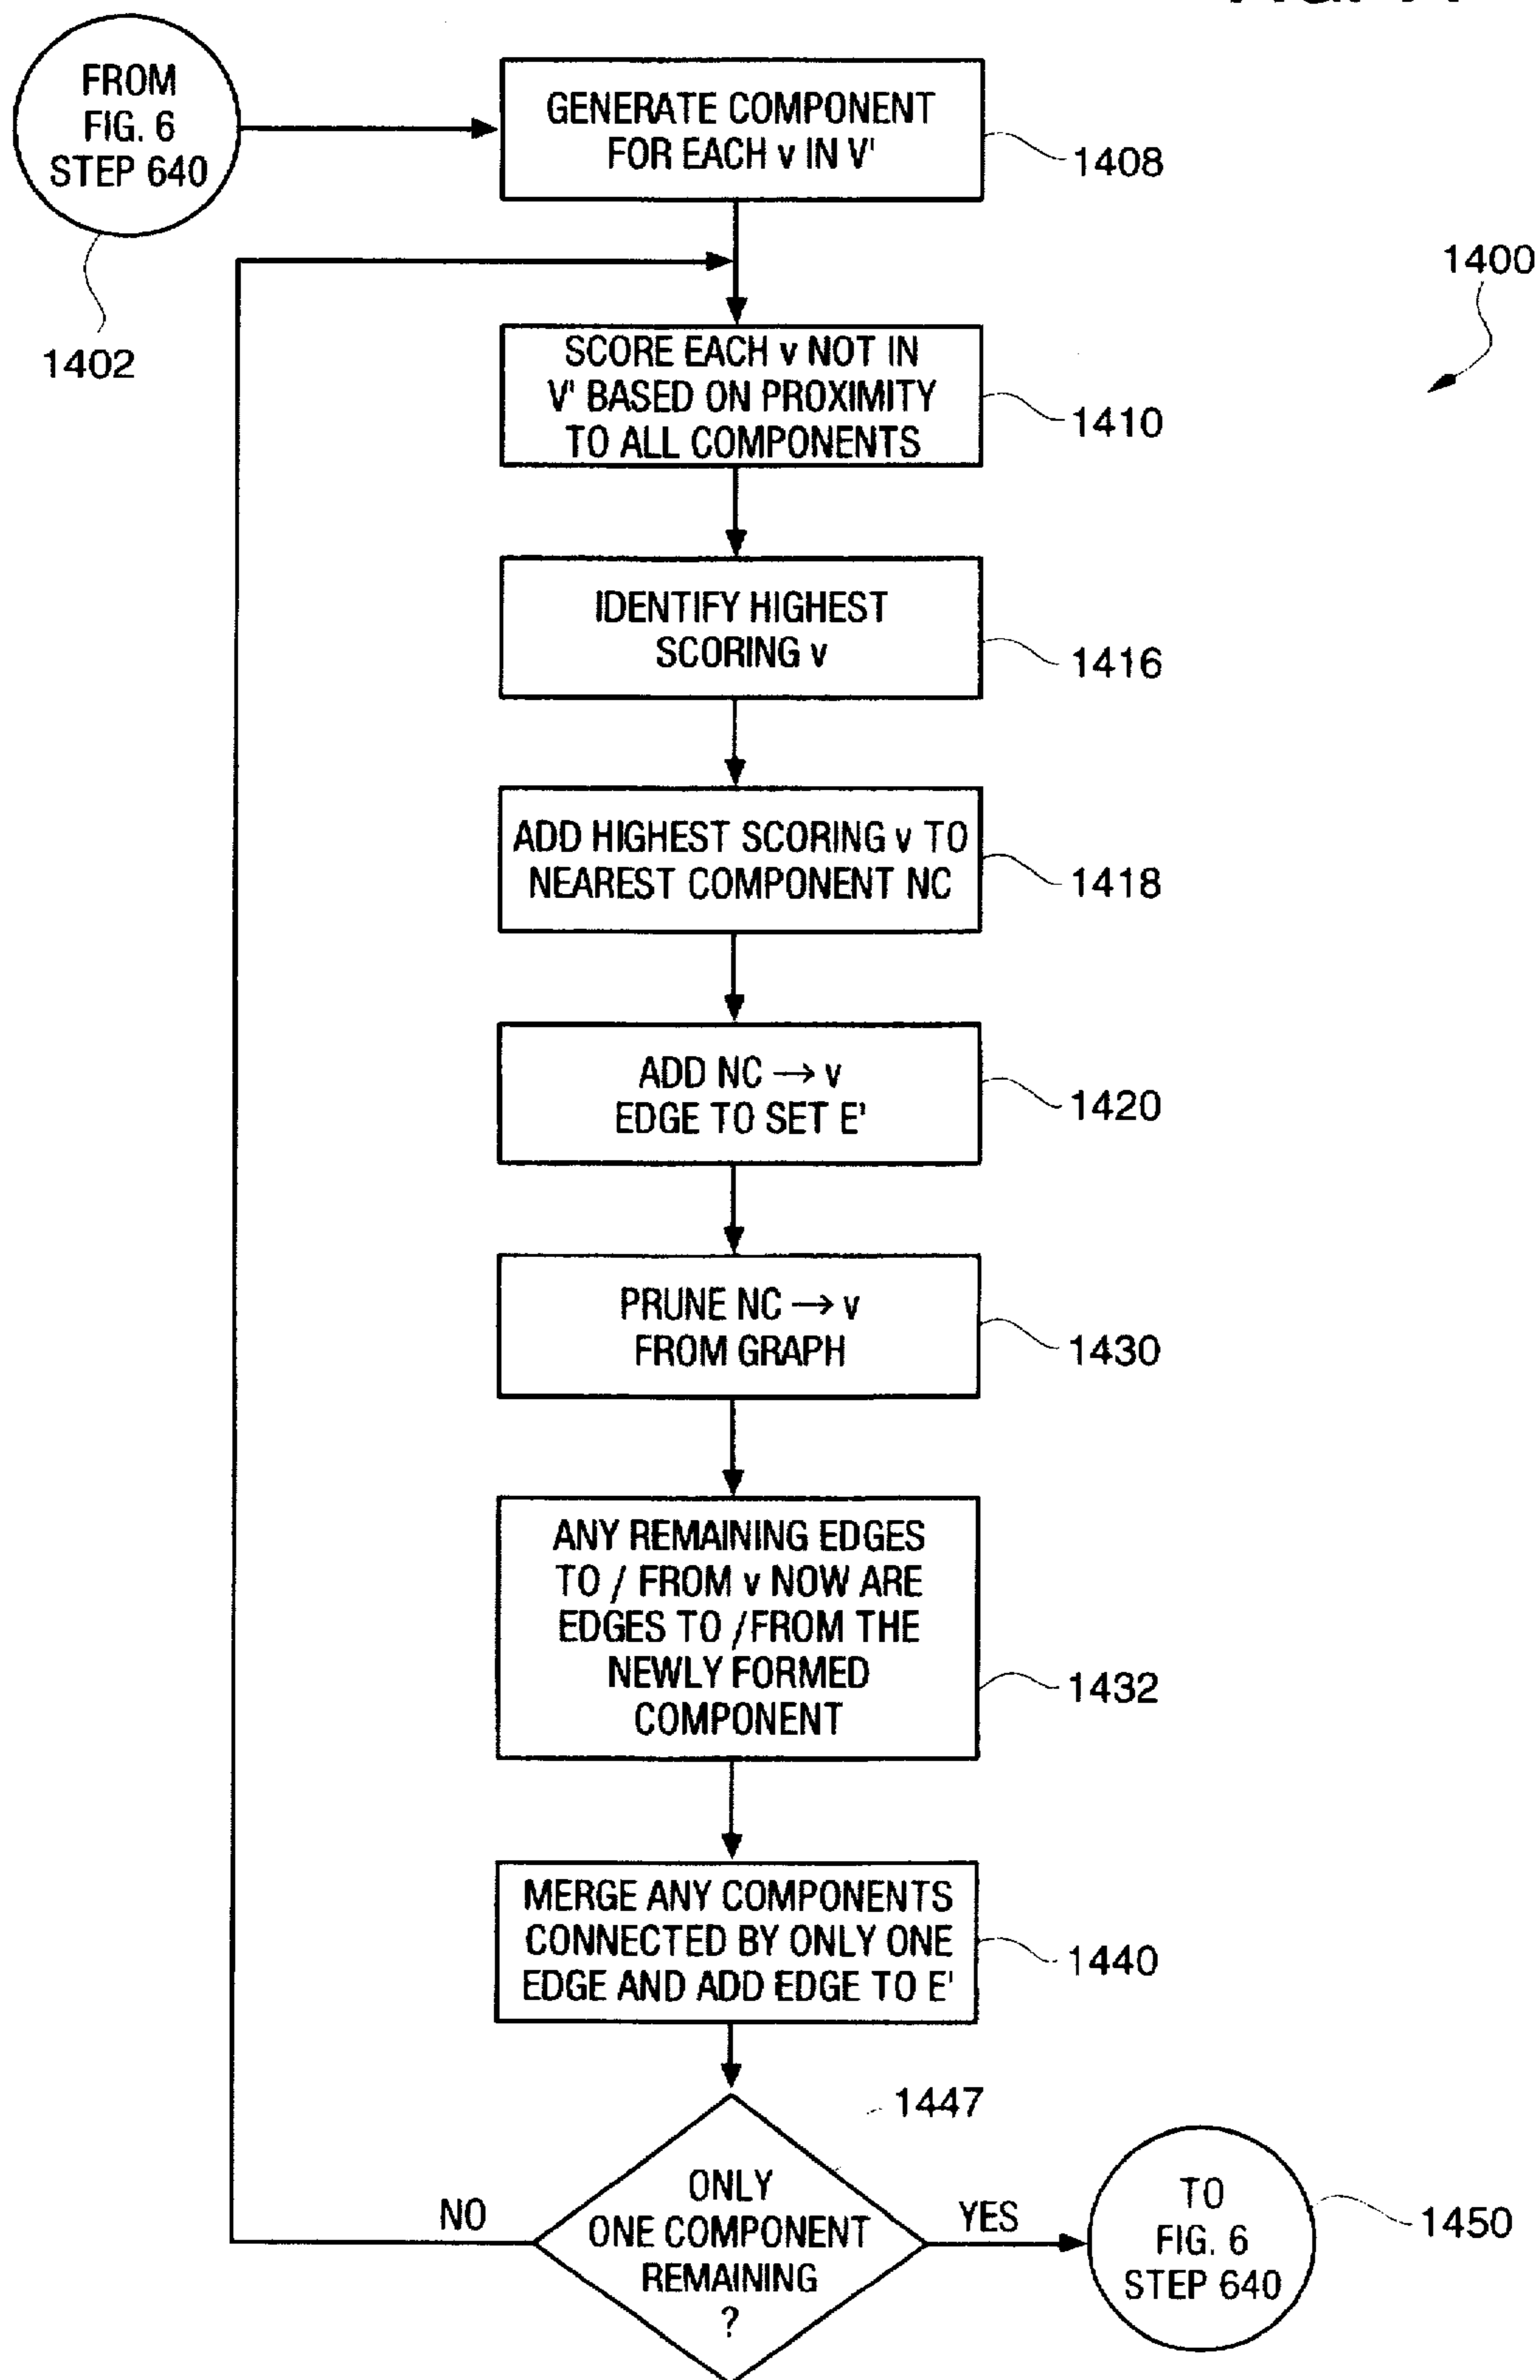 FROM
FIG. 6
STEP 640
1402
GENERATE COMPONENT
FOR EACH v IN V'
1408
1400
SCORE EACH v NOT IN
V' BASED ON PROXIMITY
TO ALL COMPONENTS
1410
IDENTIFY HIGHEST
SCORING v
1416
ADD HIGHEST SCORING v TO
NEAREST COMPONENT NC
1418
ADD NC → v
EDGE TO SET E'
1420
PRUNE NC → v
FROM GRAPH
1430
ANY REMAINING EDGES
TO / FROM v NOW ARE
EDGES TO /FROM THE
NEWLY FORMED
COMPONENT
1432
MERGE ANY COMPONENTS
CONNECTED BY ONLY ONE
EDGE AND ADD EDGE TO E'
1440
1447
ONLY
ONE COMPONENT
REMAINING
?
NO
YES
TO
FIG. 6
STEP 640
1450